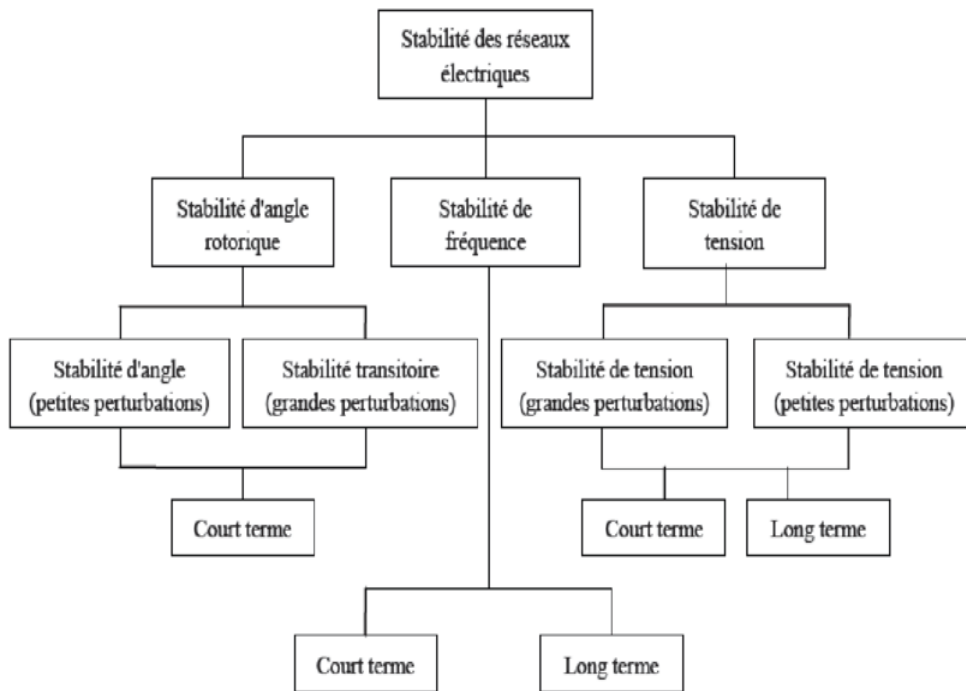 Stabilité des réseaux
électriques
Stabilité d'angle
rotorique
Stabilité de
fréquence
Stabilité de
tension
Stabilité d'angle
(petites perturbations)
Stabilité transitoire
(grandes perturbations)
Stabilité de tension
(grandes perturbations)
Stabilité de tension
(petites perturbations)
Court terme
Court terme
Long terme
Court terme
Long terme